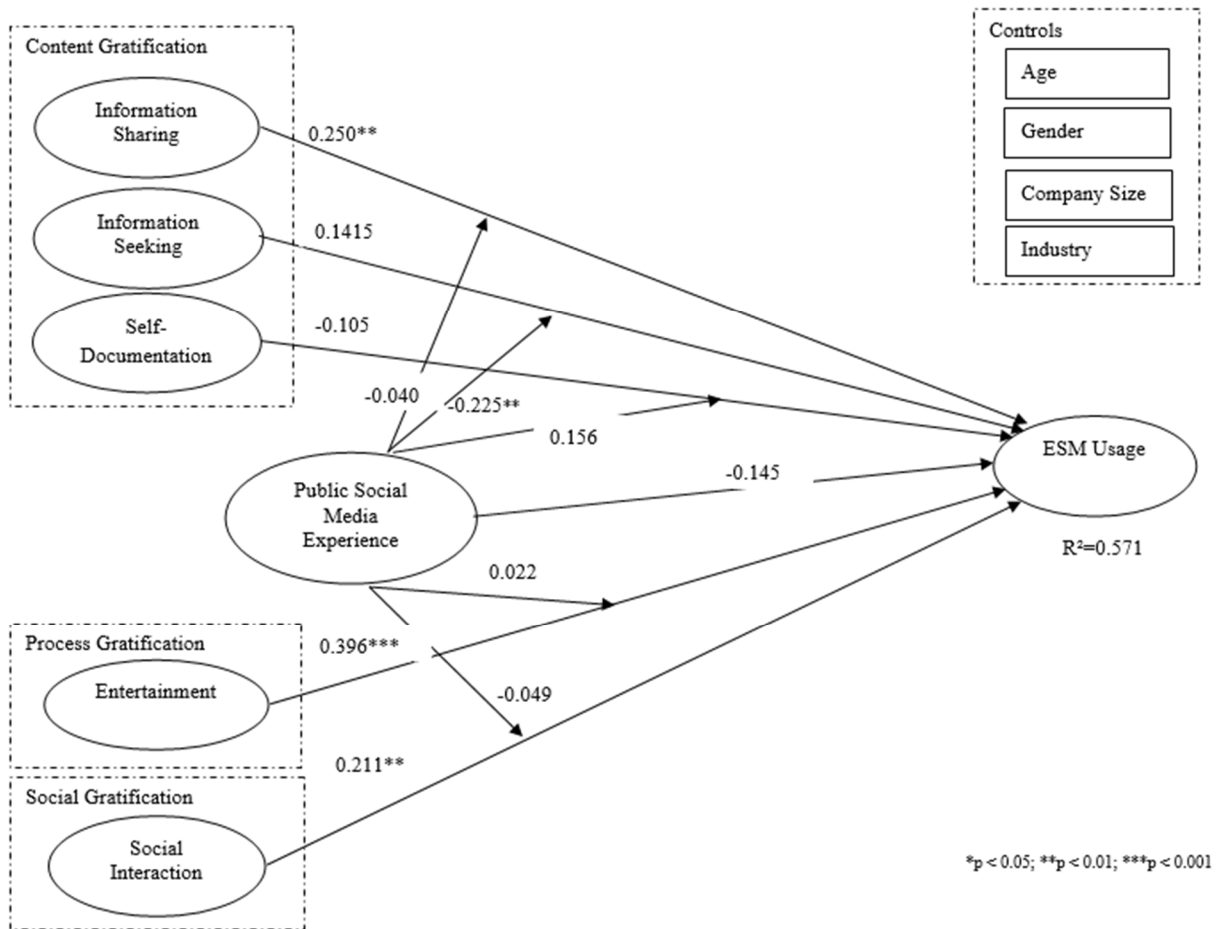 Content Gratification
Information
Sharing
0.250**
Information
Seeking
0.1415
Self-
Documentation
-0.105
-0.040
-0.225**
0.156
Public Social
Media
Experience
-0.145
0.022
Process Gratification
Entertainment
0.396***
-0.049
Social Gratification
Social
Interaction
0.211**
Controls
Age
Gender
Company Size
Industry
ESM Usage
R²=0.571
*p < 0.05; **p < 0.01; ***p < 0.001